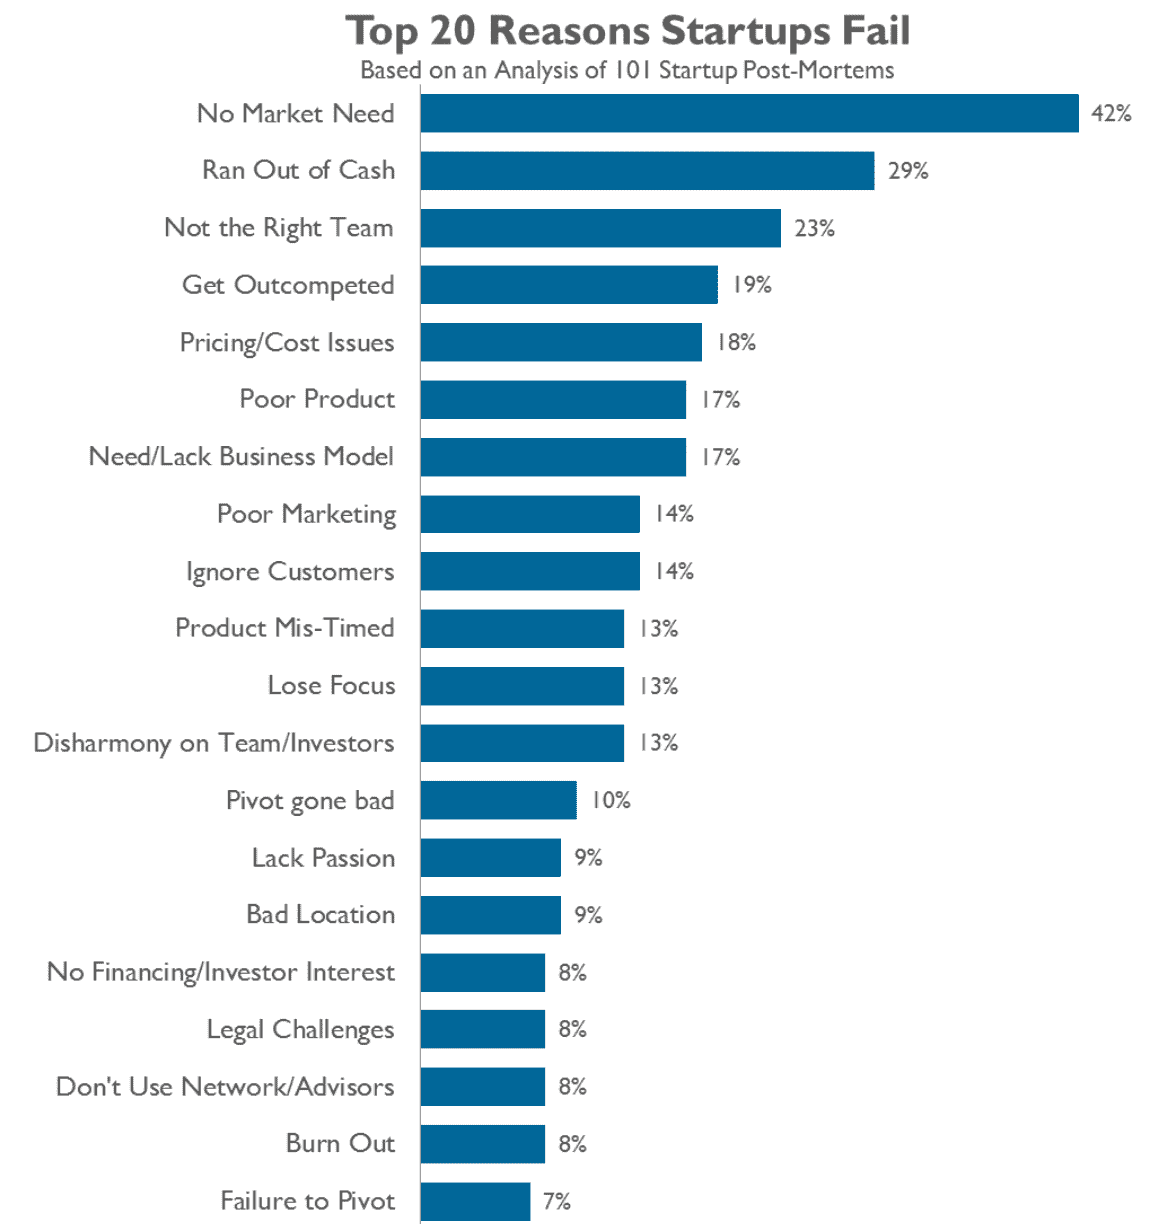 Top 20 Reasons Startups Fail
Based on an Analysis of 101 Startup Post-Mortems
No Market Need 42%
Ran Out of Cash 29%
Not the Right Team 23%
Get Outcompeted 19%
Pricing/Cost Issues 18%
Poor Product 17%
Need/Lack Business Model 17%
Poor Marketing 14%
Ignore Customers 14%
Product Mis-Timed 13%
Lose Focus 13%
Disharmony on Team/Investors 13%
Pivot gone bad 10%
Lack Passion 9%
Bad Location 9%
No Financing/Investor Interest 8%
Legal Challenges 8%
Don't Use Network/Advisors 8%
Burn Out 8%
Failure to Pivot 7%